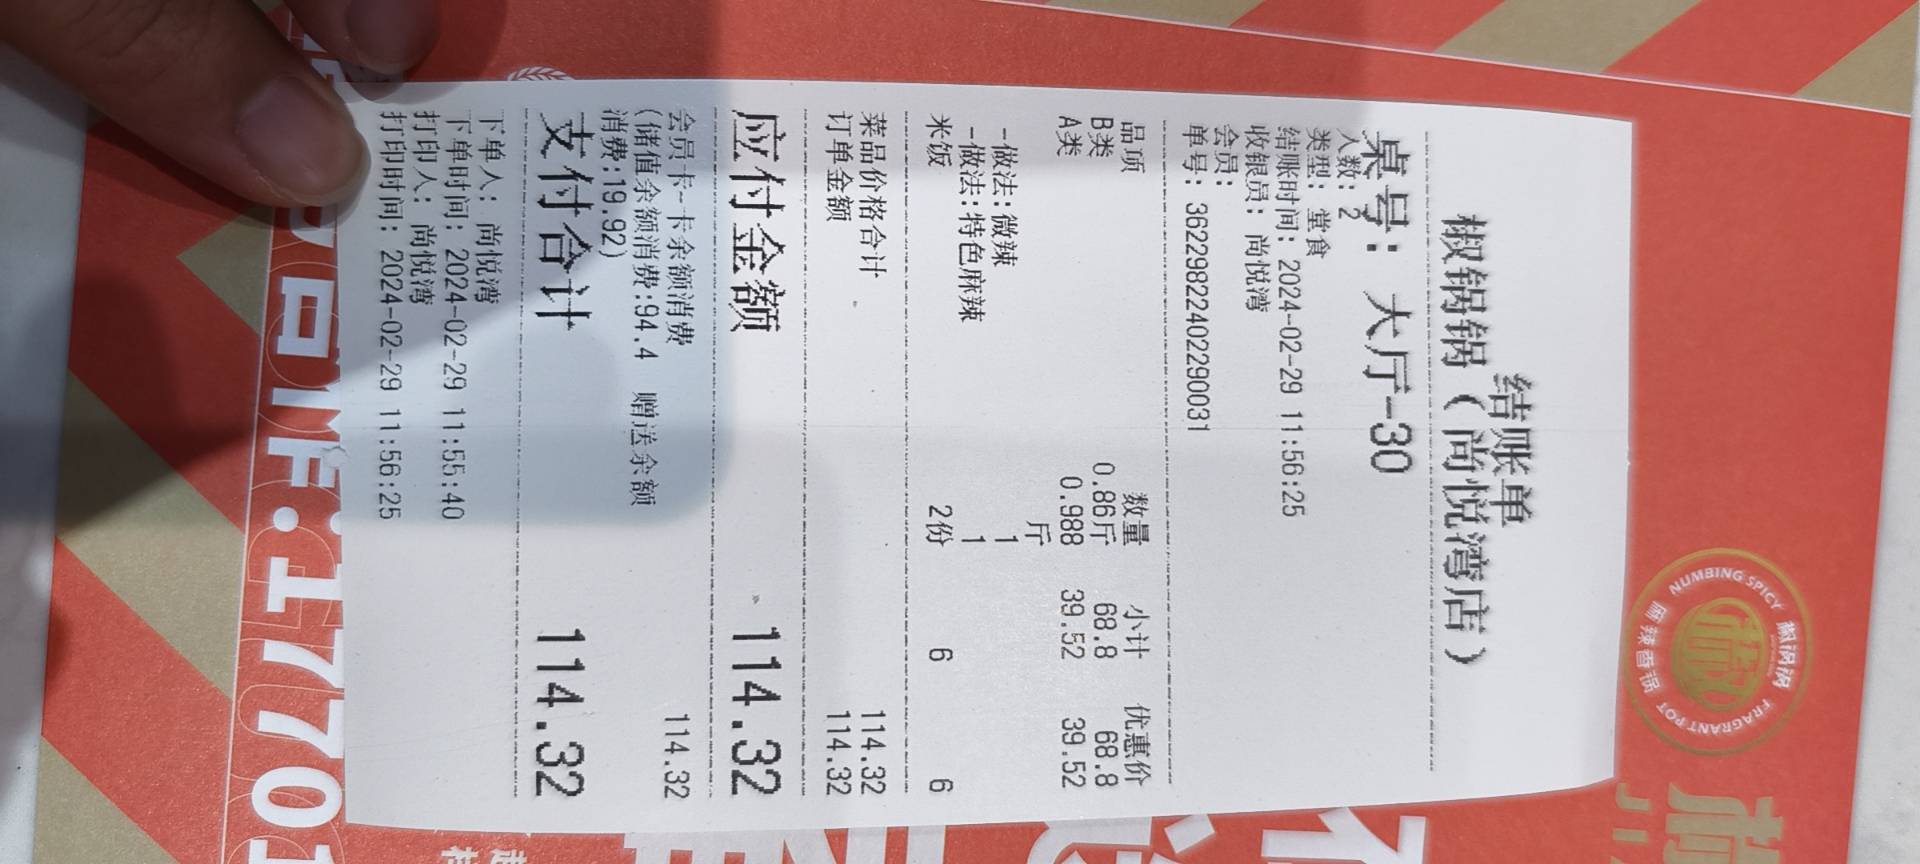 结账单
椒锅锅（尚悦湾店）
桌号: 大厅-30
人数: 2
类型: 堂食
结账时间: 2024-02-29 11:56:25
收银员: 尚悦湾
会员:
单号: 3622982240229003​1
品项 数量 小计 优惠价
B类 0.86斤 68.8 68.8
A类 0.988 39.52 39.52
斤
-做法:微辣 1
-做法:特色麻辣 1
米饭 2份 6 6
菜品价格合计 114.32
订单金额 114.32
应付金额 114.32
会员卡-卡余额消费 114.32
(储值余额消费:94.4 赠送余额
消费:19.92)
支付合计 114.32
下单人: 尚悦湾
下单时间: 2024-02-29 11:55:40
打印人: 尚悦湾
打印时间: 2024-02-29 11:56:25
NUMBING SPICY
椒锅锅
FRAGRANT POT
麻辣香锅
椒